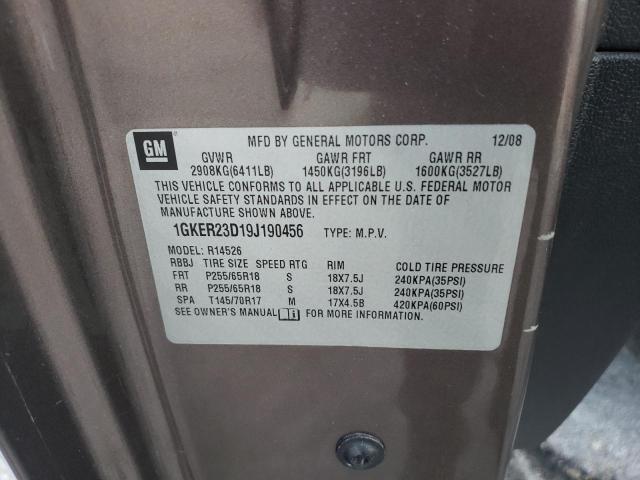 GM
MFD BY GENERAL MOTORS CORP. 12/08
GVWR GAWR FRT GAWR RR
2908KG(6411LB) 1450KG(3196LB) 1600KG(3527LB)
THIS VEHICLE CONFORMS TO ALL APPLICABLE U.S. FEDERAL MOTOR
VEHICLE SAFETY STANDARDS IN EFFECT ON THE DATE OF
MANUFACTURE SHOWN ABOVE.
1GKER23D19J190456 TYPE: M.P.V.
MODEL: R14526
RBBJ TIRE SIZE SPEED RTG RIM COLD TIRE PRESSURE
FRT P255/65R18 S 18X7.5J 240KPA(35PSI)
RR P255/65R18 S 18X7.5J 240KPA(35PSI)
SPA T145/70R17 M 17X4.5B 420KPA(60PSI)
SEE OWNER'S MANUAL i FOR MORE INFORMATION.